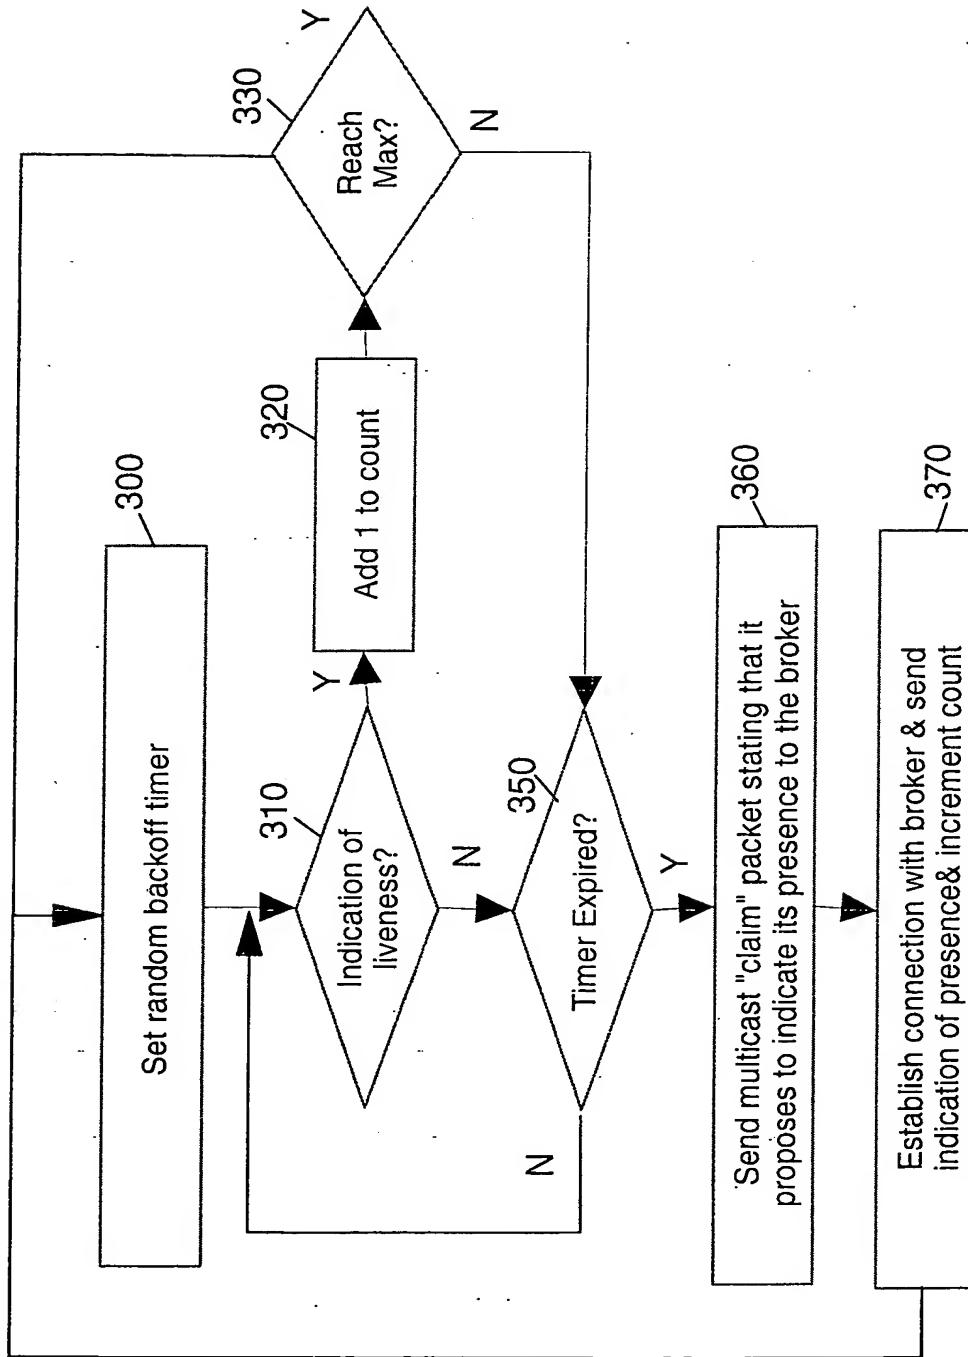 300
Set random backoff timer
310
Indication of
liveness?
Y
N
320
Add 1 to count
330
Reach
Max?
Y
N
350
Timer Expired?
N
Y
360
Send multicast "claim" packet stating that it
proposes to indicate its presence to the broker
370
Establish connection with broker & send
indication of presence& increment count